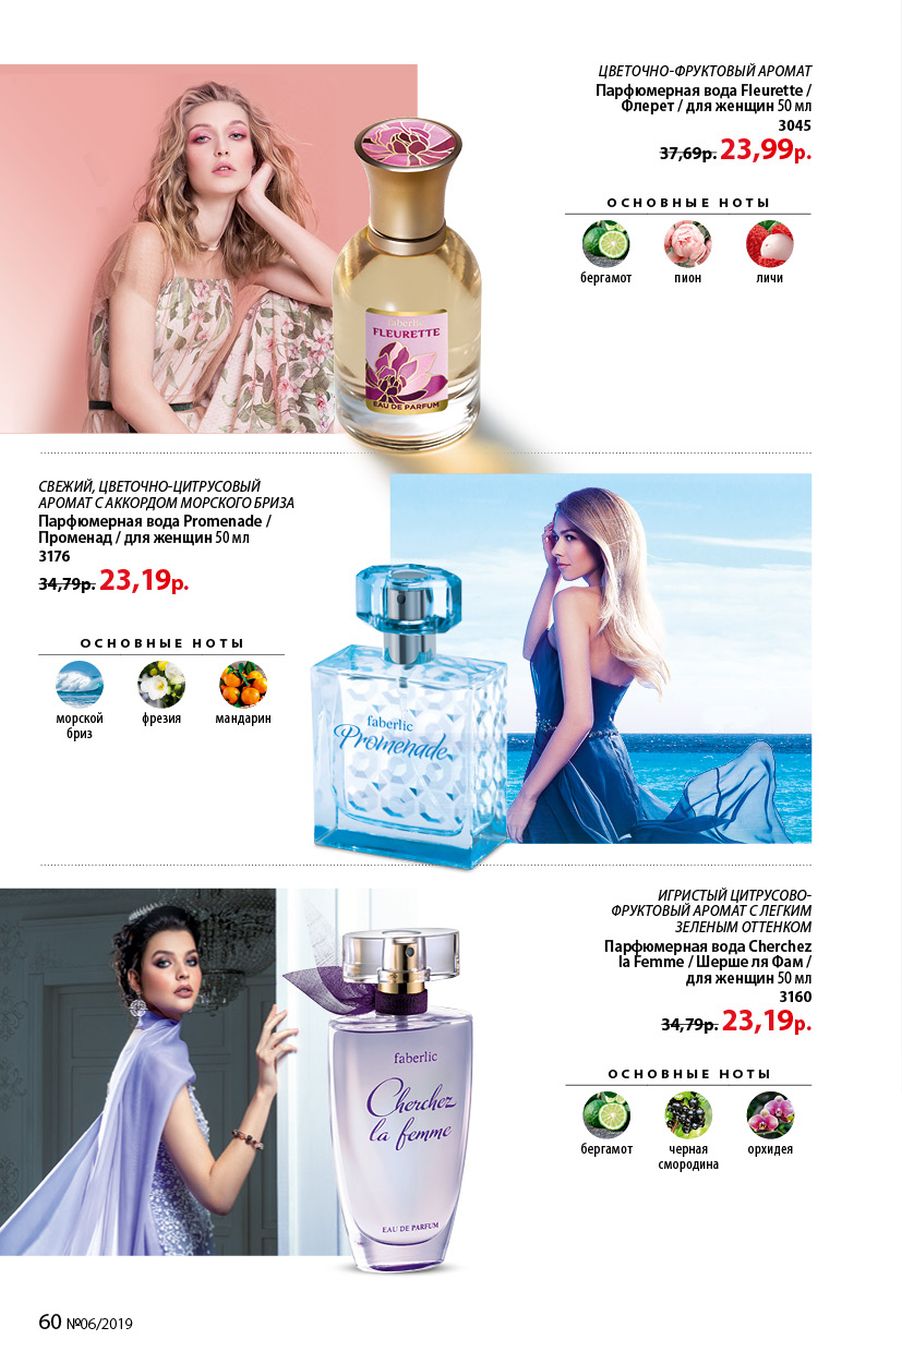 ЦВЕТОЧНО-ФРУКТОВЫЙ АРОМАТ
Парфюмерная вода Fleurette /
Флерет / для женщин 50 мл
3045
37,69р. 23,99р.
ОСНОВНЫЕ НОТЫ
бергамот пион личи
faberlic
FLEURETTE
EAU DE PARFUM
СВЕЖИЙ, ЦВЕТОЧНО-ЦИТРУСОВЫЙ
АРОМАТ С АККОРДОМ МОРСКОГО БРИЗА
Парфюмерная вода Promenade /
Променад / для женщин 50 мл
3176
34,79р. 23,19р.
ОСНОВНЫЕ НОТЫ
морской фрезия мандарин
бриз
faberlic
Promenade
ИГРИСТЫЙ ЦИТРУСОВО-
ФРУКТОВЫЙ АРОМАТ С ЛЕГКИМ
ЗЕЛЕНЫМ ОТТЕНКОМ
Парфюмерная вода Cherchez
la Femme / Шерше ля Фам /
для женщин 50 мл
3160
34,79р. 23,19р.
ОСНОВНЫЕ НОТЫ
бергамот черная орхидея
смородина
faberlic
Cherchez
la femme
EAU DE PARFUM
60 №06/2019